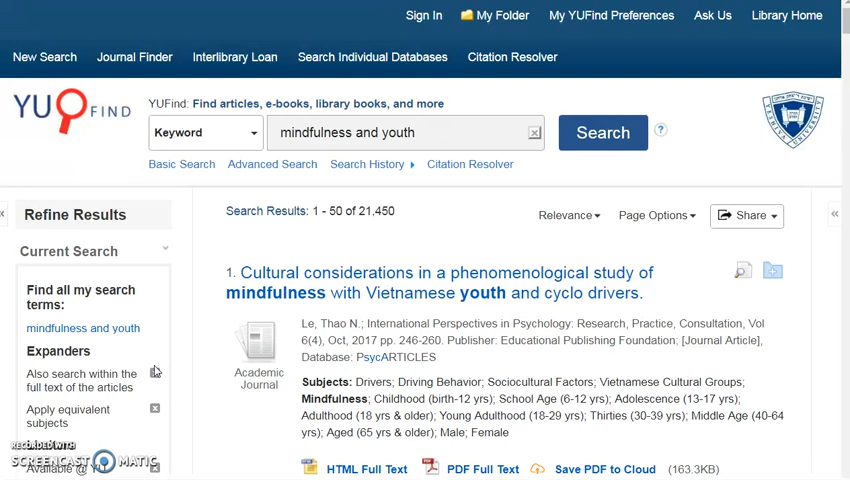 Sign In My Folder My YUFind Preferences Ask Us Library Home
New Search Journal Finder Interlibrary Loan Search Individual Databases Citation Resolver
YU FIND
YUFind: Find articles, e-books, library books, and more
Keyword mindfulness and youth Search ?
Basic Search Advanced Search Search History Citation Resolver
Refine Results
Current Search
Find all my search
terms:
mindfulness and youth
Expanders
Also search within the
full text of the articles
Apply equivalent
subjects
Available @ YU
RECORDED WITH
SCREENCAST MATIC
Search Results: 1 - 50 of 21,450 Relevance Page Options Share
1. Cultural considerations in a phenomenological study of
mindfulness with Vietnamese youth and cyclo drivers.
Academic
Journal
Le, Thao N.; International Perspectives in Psychology: Research, Practice, Consultation, Vol
6(4), Oct, 2017 pp. 246-260. Publisher: Educational Publishing Foundation; [Journal Article],
Database: PsycARTICLES
Subjects: Drivers; Driving Behavior; Sociocultural Factors; Vietnamese Cultural Groups;
Mindfulness; Childhood (birth-12 yrs); School Age (6-12 yrs); Adolescence (13-17 yrs);
Adulthood (18 yrs & older); Young Adulthood (18-29 yrs); Thirties (30-39 yrs); Middle Age (40-64
yrs); Aged (65 yrs & older); Male; Female
HTML Full Text PDF Full Text Save PDF to Cloud (163.3KB)